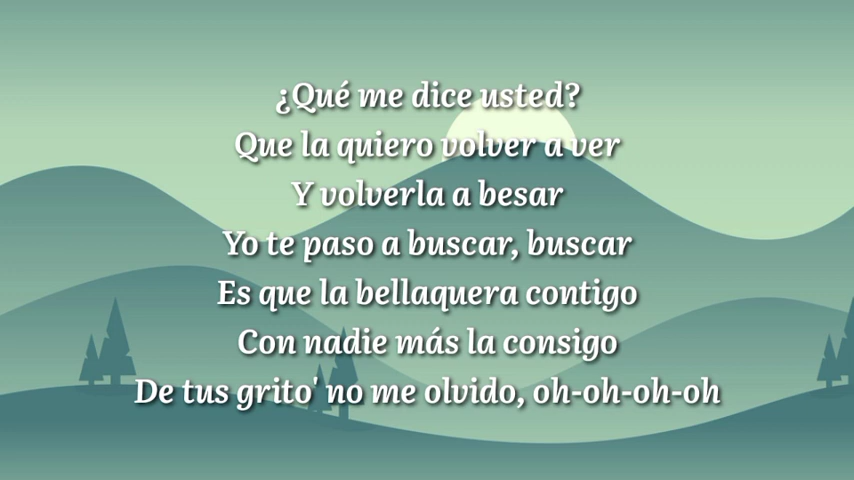 ¿Qué me dice usted?
Que la quiero volver a ver
Y volverla a besar
Yo te paso a buscar, buscar
Es que la bellaquera contigo
Con nadie más la consigo
De tus grito' no me olvido, oh-oh-oh-oh